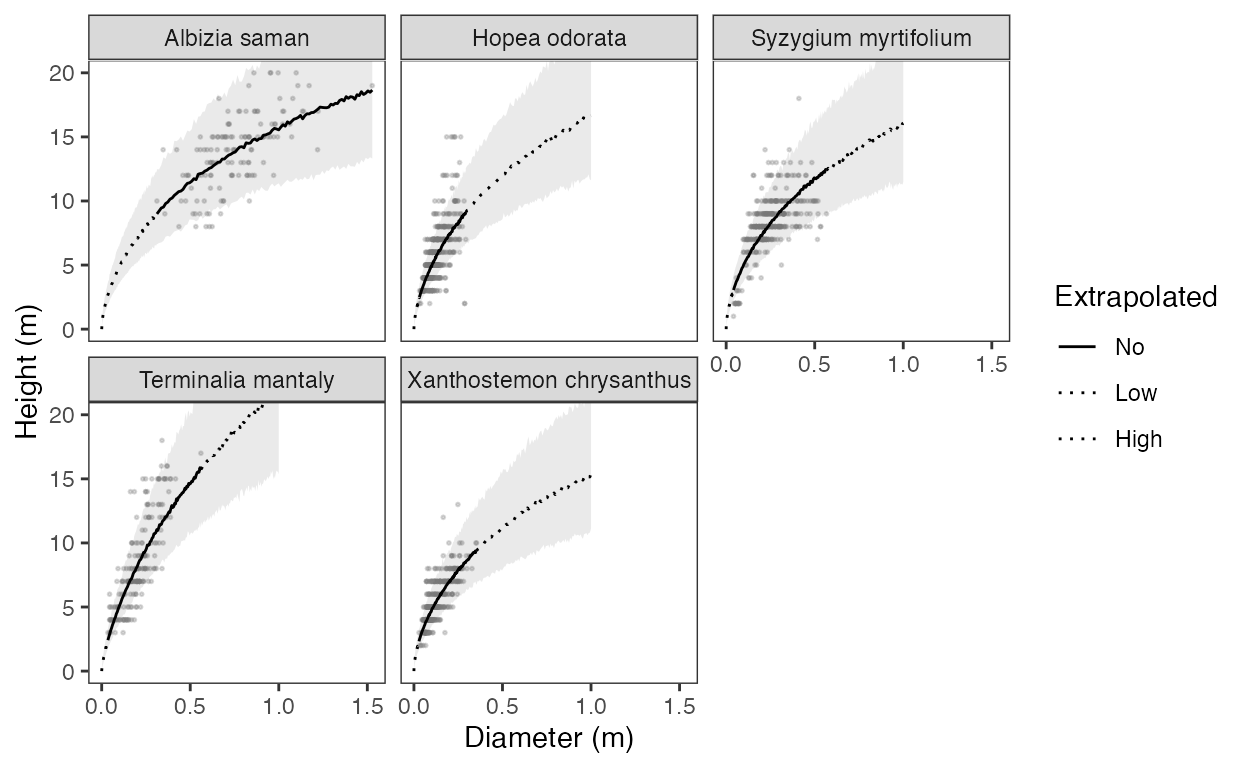 Albizia saman
Hopea odorata
Syzygium myrtifolium
20
15
10
5
0
0.0 0.5 1.0 1.5
Terminalia mantaly
Xanthostemon chrysanthus
20
15
10
5
0
0.0 0.5 1.0 1.5
0.0 0.5 1.0 1.5
Height (m)
Diameter (m)
Extrapolated
No
Low
High